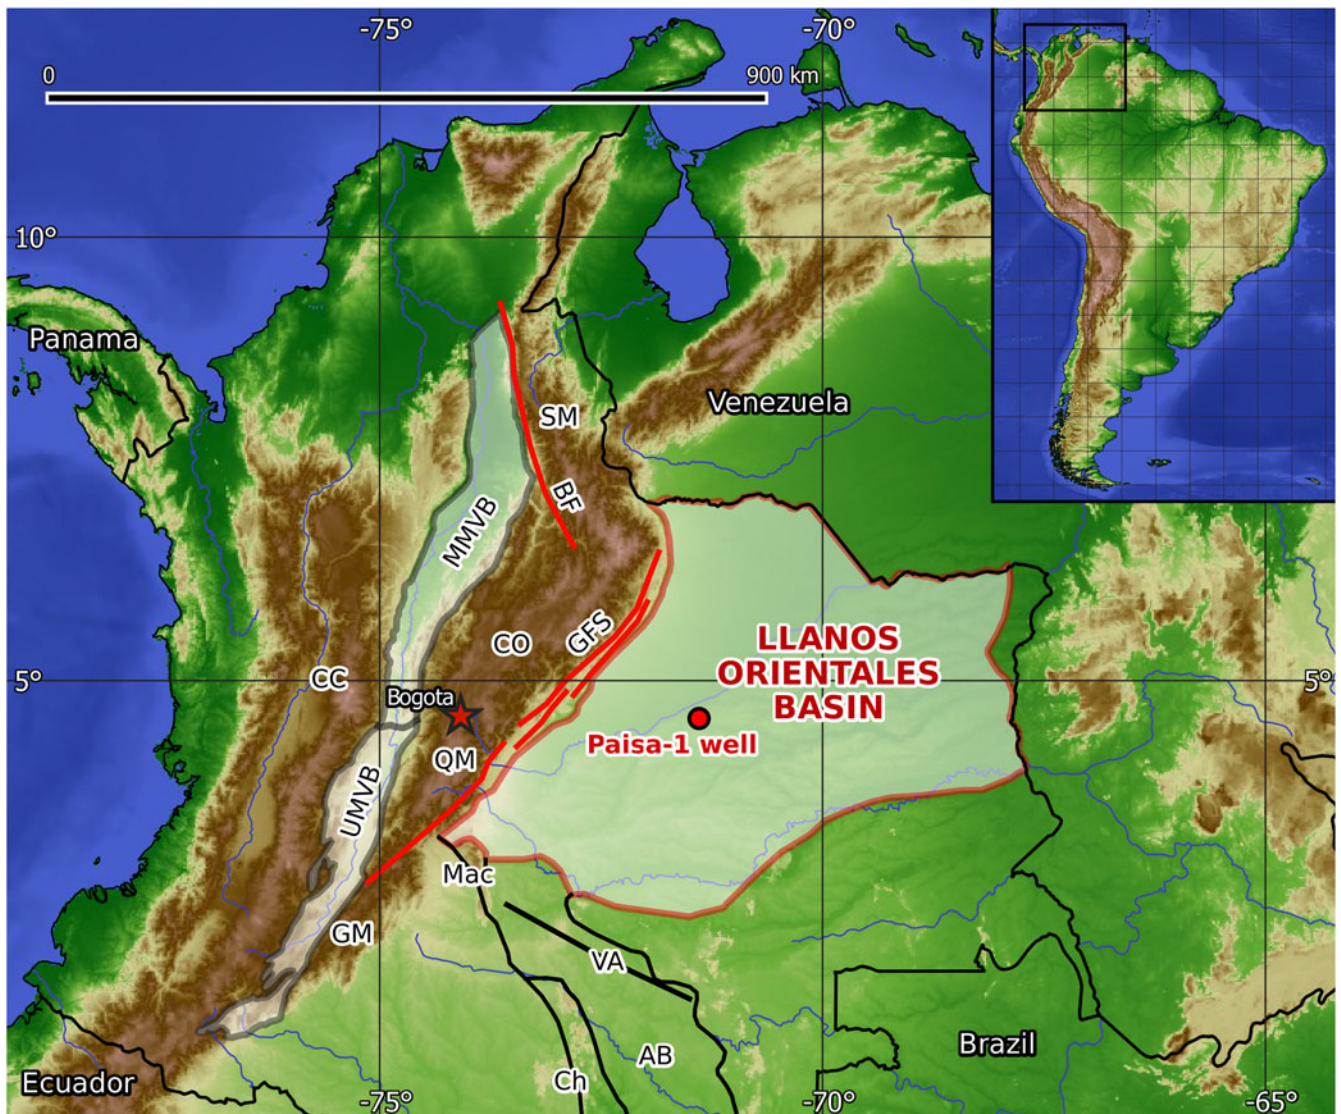 -75°
-70°
0
900 km
10°
Panama
Venezuela
SM
BF
MMVB
CO
GFS
LLANOS
ORIENTALES
BASIN
CC
5°
5°
Bogota
Paisa-1 well
QM
UMVB
Mac
GM
VA
Brazil
AB
Ch
Ecuador
-75°
-70°
-65°